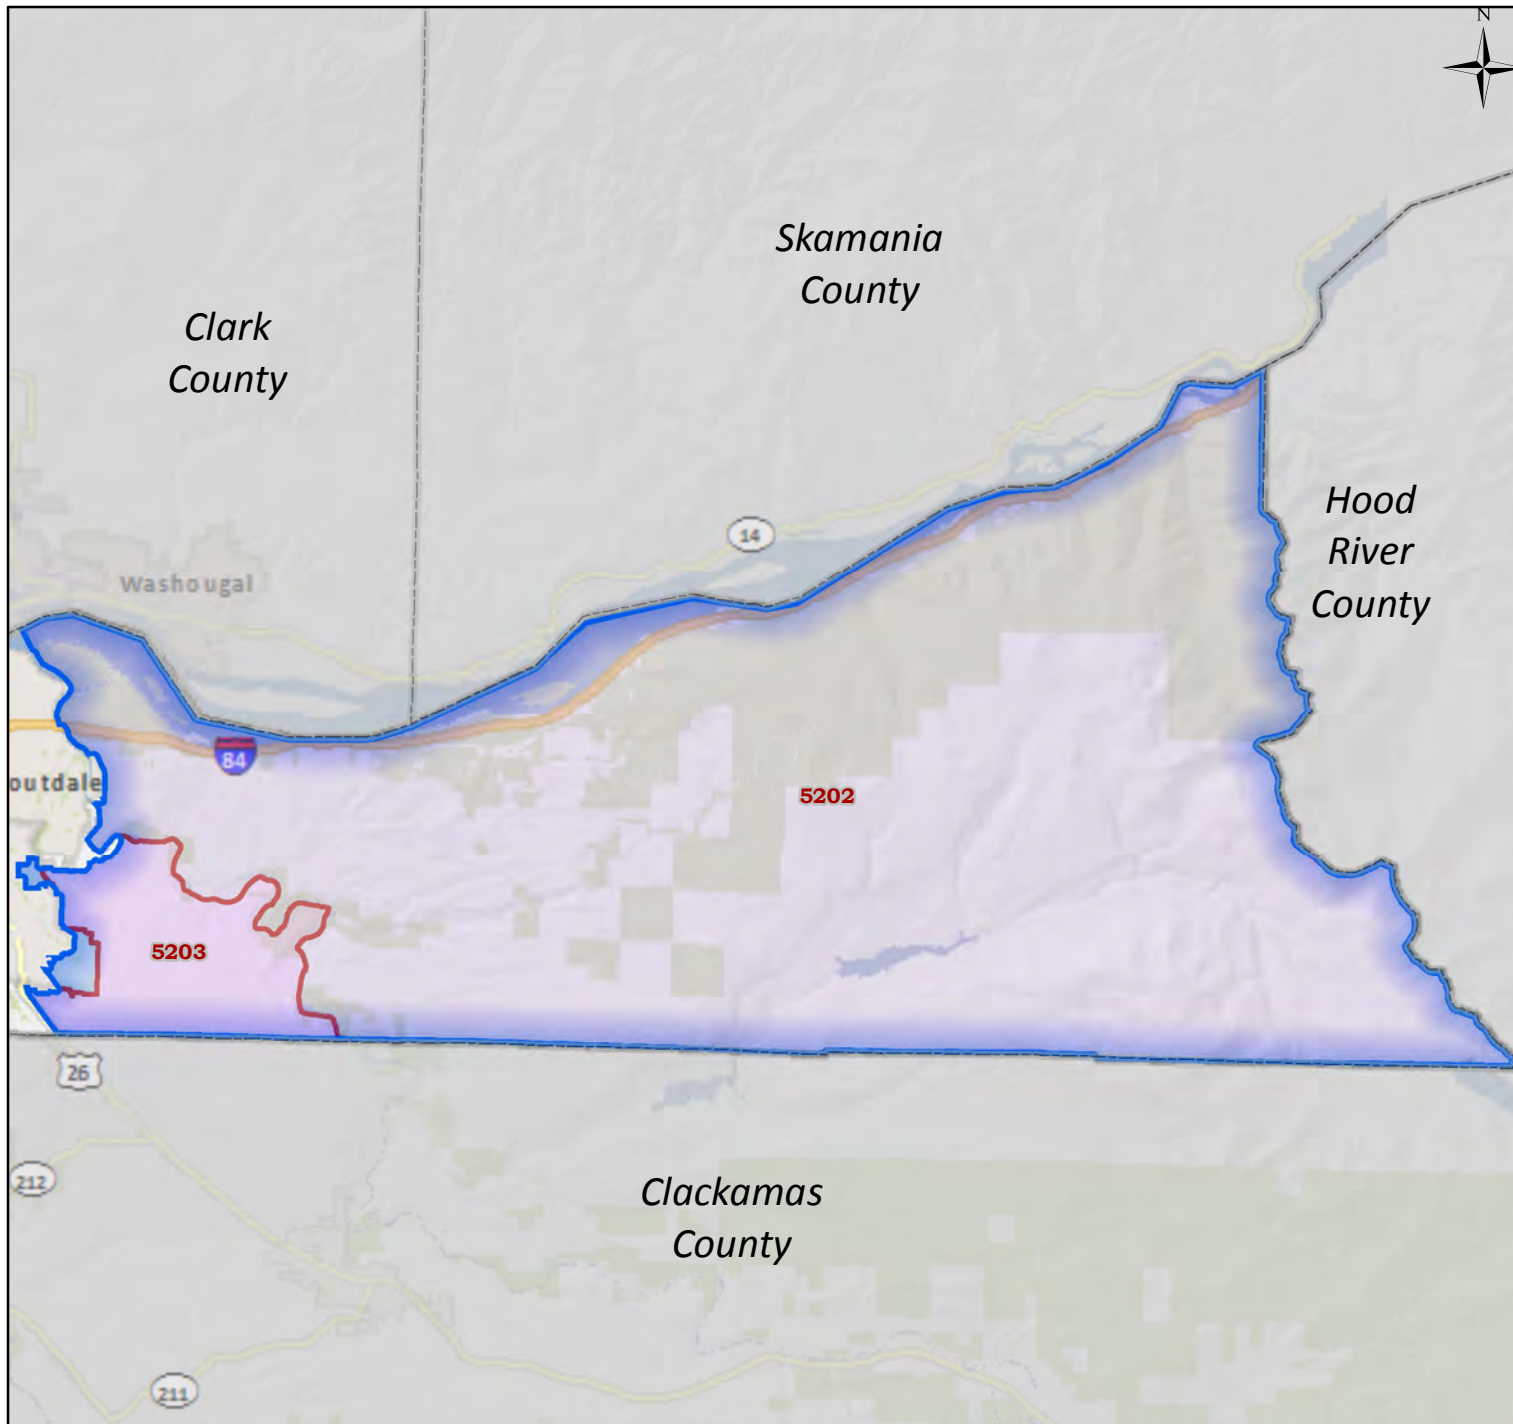 N
Skamania
County
Clark
County
Hood
River
County
14
Washougal
84
outdale
5202
5203
26
212
Clackamas
County
211